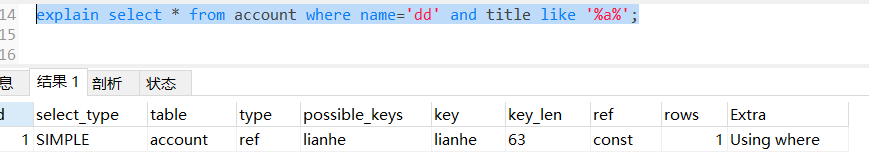 14 explain select * from account where name='dd' and title like '%a%';
15
16
息 结果 1 剖析 状态
d select_type table type possible_keys key key_len ref rows Extra
1 SIMPLE account ref lianhe lianhe 63 const 1 Using where